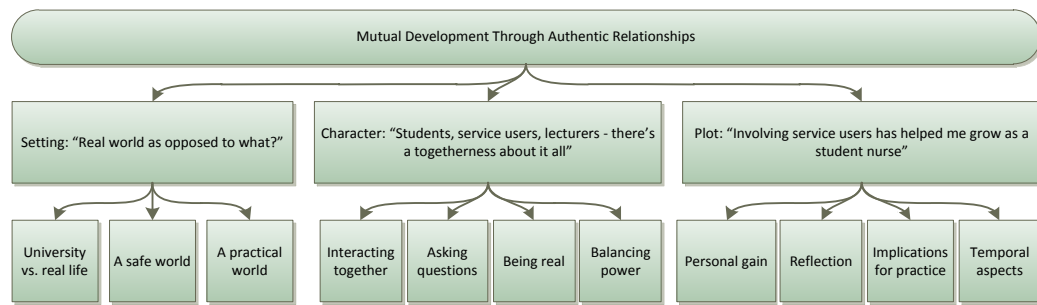 Mutual Development Through Authentic Relationships
Setting: “Real world as opposed to what?”
Character: “Students, service users, lecturers - there’s
a togetherness about it all”
Plot: “Involving service users has helped me grow as a
student nurse”
University
vs. real life
A safe world
A practical
world
Interacting
together
Asking
questions
Being real
Balancing
power
Personal gain
Reflection
Implications
for practice
Temporal
aspects